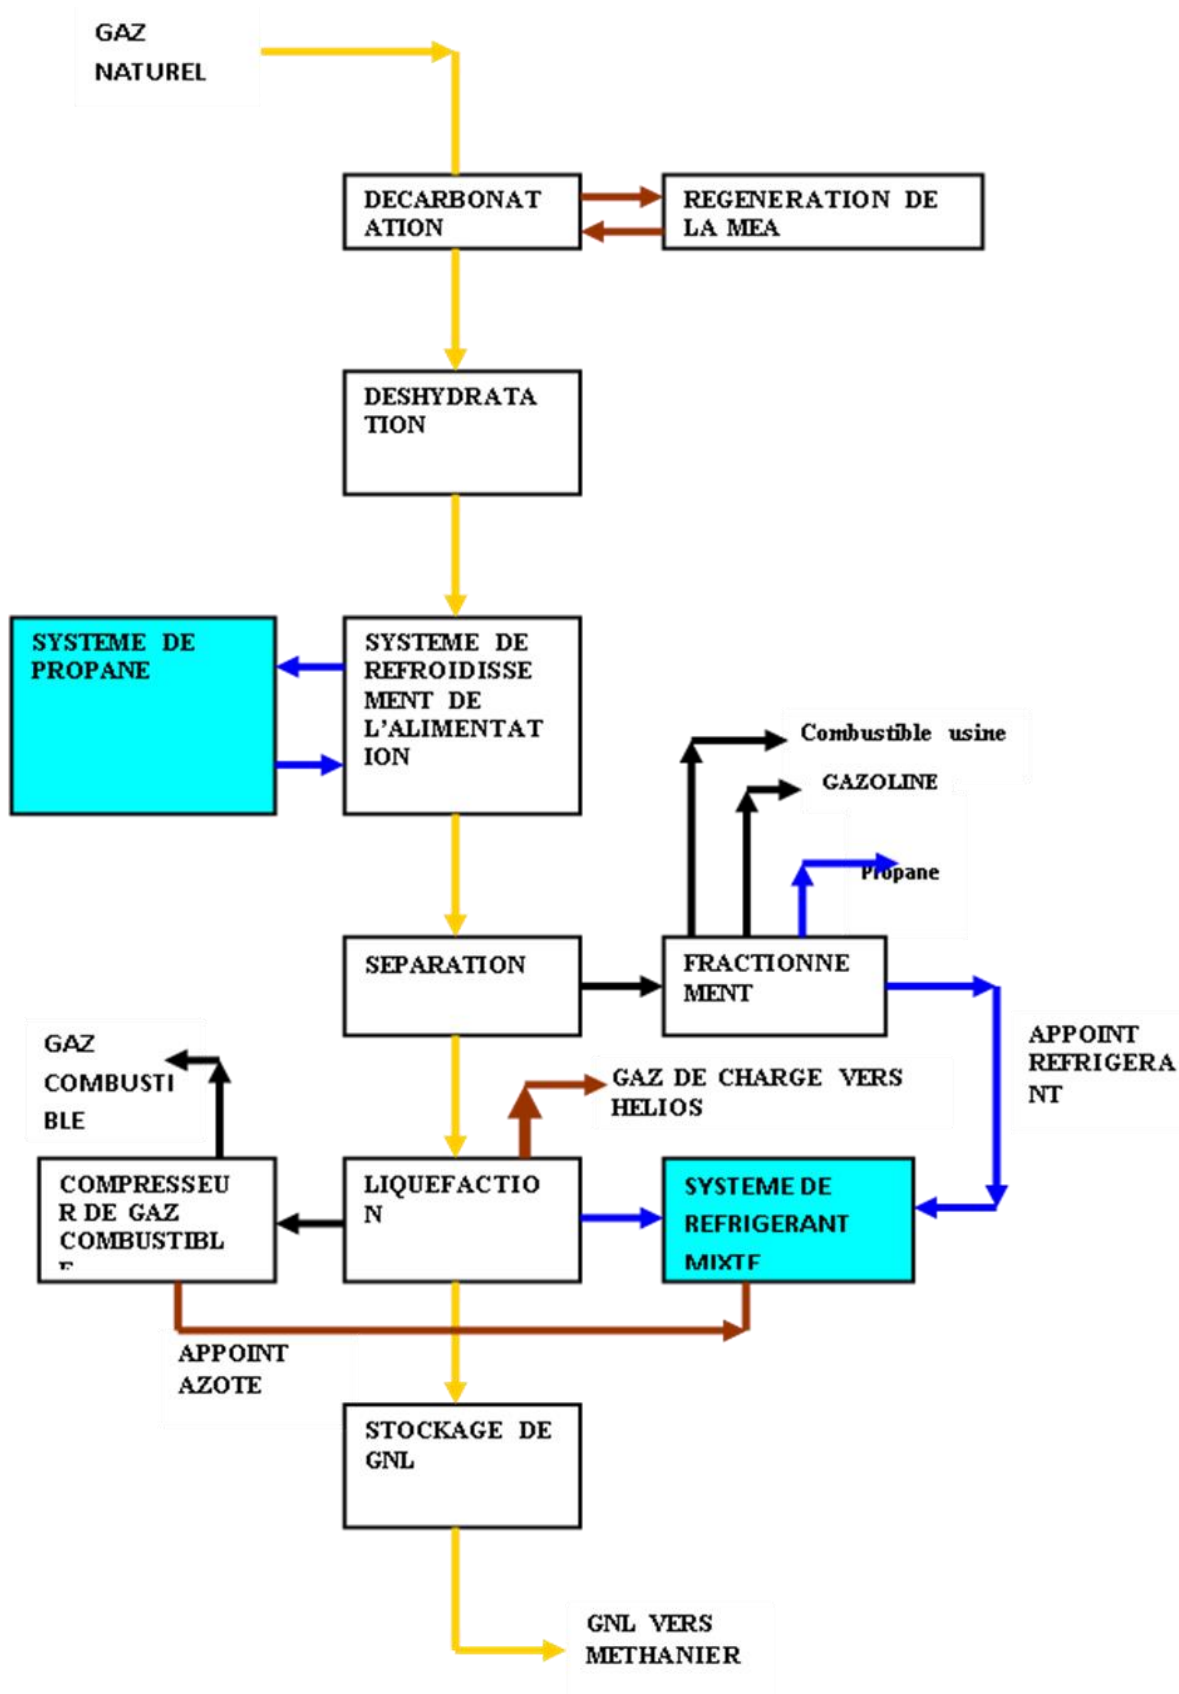 GAZ
NATUREL
DECARBONAT
ATION
REGENERATION DE
LA MEA
DESHYDRATA
TION
SYSTEME DE
PROPANE
SYSTEME DE
REFROIDISSE
MENT DE
L’ALIMENTAT
ION
Combustible usine
GAZOLINE
Propane
SEPARATION
FRACTIONNE
MENT
APPOINT
REFRIGERA
NT
GAZ
COMBUSTI
BLE
GAZ DE CHARGE VERS
HELIOS
COMPRESSEU
R DE GAZ
COMBUSTIBL
E
LIQUEFACTIO
N
SYSTEME DE
REFRIGERANT
MIXTE
APPOINT
AZOTE
STOCKAGE DE
GNL
GNL VERS
METHANIER